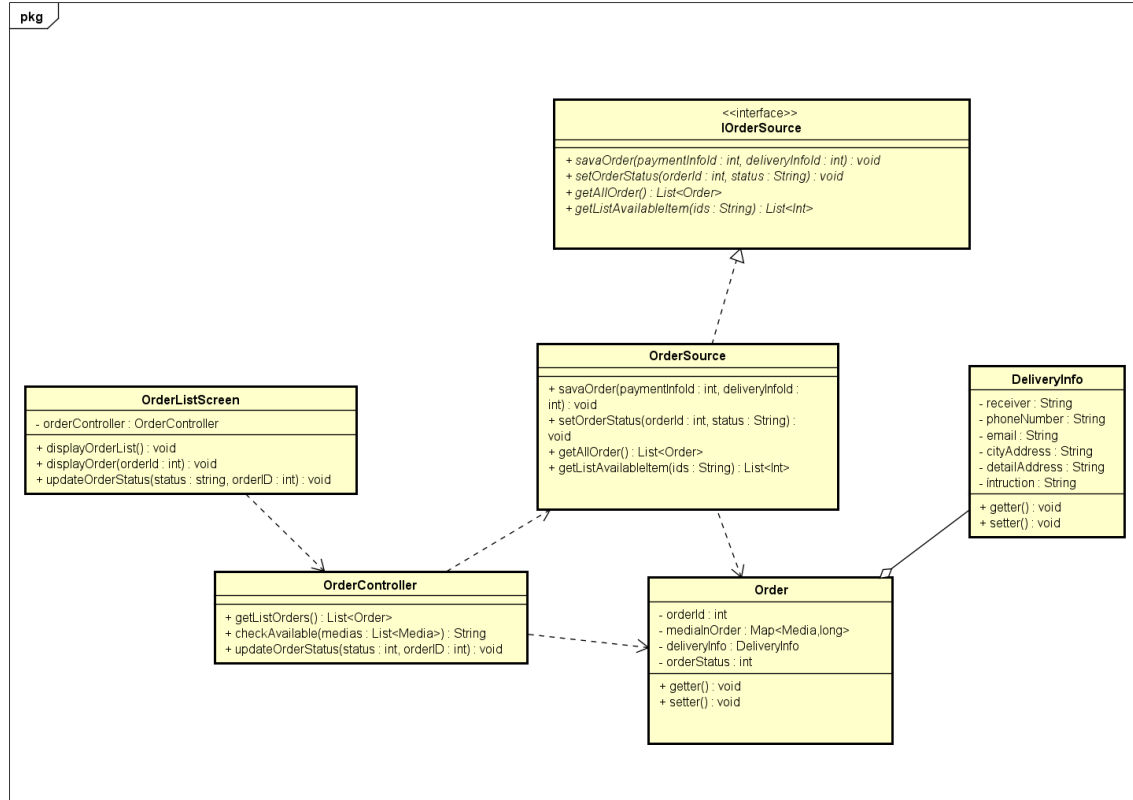 pkg
<<interface>>
IOrderSource
+ savaOrder(paymentInfoId : int, deliveryInfoId : int) : void
+ setOrderStatus(orderId : int, status : String) : void
+ getAllOrder() : List<Order>
+ getListAvailableItem(ids : String) : List<Int>
OrderSource
+ savaOrder(paymentInfoId : int, deliveryInfoId :
int) : void
+ setOrderStatus(orderId : int, status : String) :
void
+ getAllOrder() : List<Order>
+ getListAvailableItem(ids : String) : List<Int>
DeliveryInfo
- receiver : String
- phoneNumber : String
- email : String
- cityAddress : String
- detailAddress : String
- intruction : String
+ getter() : void
+ setter() : void
OrderListScreen
- orderController : OrderController
+ displayOrderList() : void
+ displayOrder(orderId : int) : void
+ updateOrderStatus(status : string, orderID : int) : void
OrderController
+ getListOrders() : List<Order>
+ checkAvailable(medias : List<Media>) : String
+ updateOrderStatus(status : int, orderID : int) : void
Order
- orderId : int
- mediaInOrder : Map<Media,long>
- deliveryInfo : DeliveryInfo
- orderStatus : int
+ getter() : void
+ setter() : void